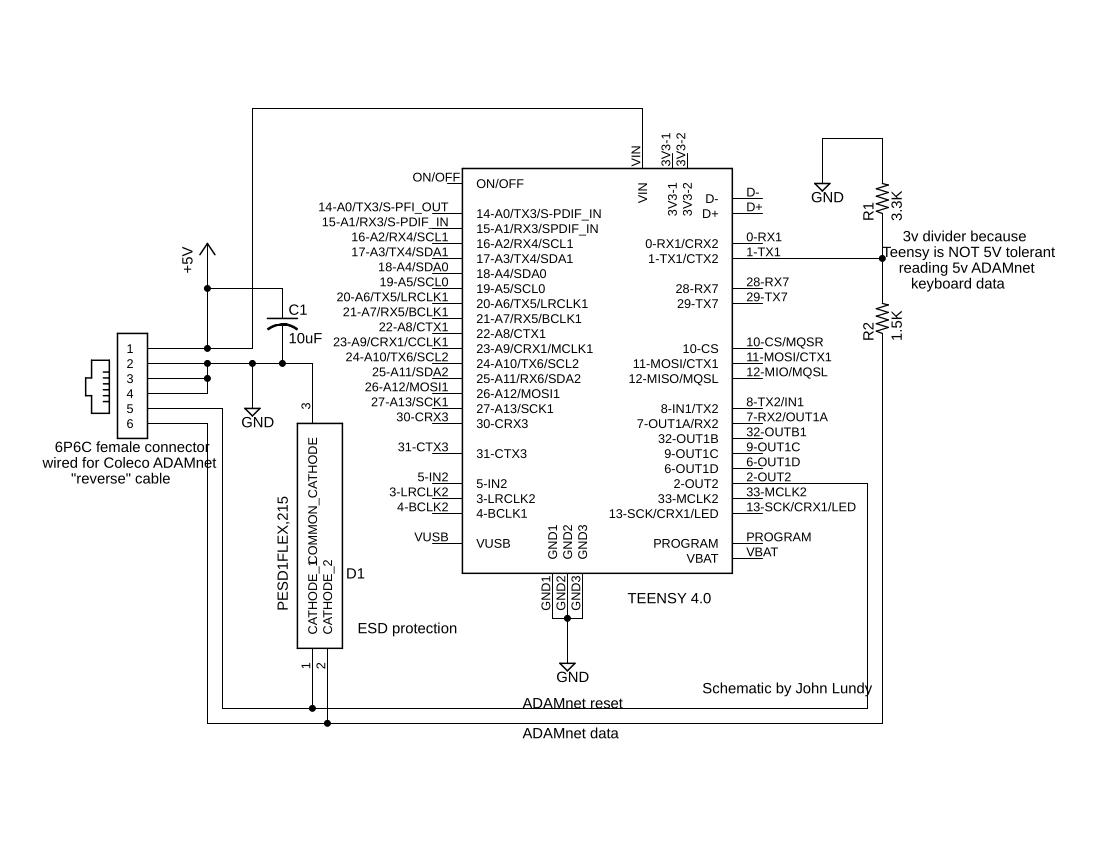 VIN
3V3-1
3V3-2
ON/OFF
14-A0/TX3/S-PFI_OUT
15-A1/RX3/S-PDIF_IN
16-A2/RX4/SCL1
17-A3/TX4/SDA1
18-A4/SDA0
19-A5/SCL0
20-A6/TX5/LRCLK1
21-A7/RX5/BCLK1
22-A8/CTX1
23-A9/CRX1/CCLK1
24-A10/TX6/SCL2
25-A11/SDA2
26-A12/MOSI1
27-A13/SCK1
30-CRX3
31-CTX3
5-IN2
3-LRCLK2
4-BCLK2
VUSB
ON/OFF
14-A0/TX3/S-PDIF_IN
15-A1/RX3/SPDIF_IN
16-A2/RX4/SCL1
17-A3/TX4/SDA1
18-A4/SDA0
19-A5/SCL0
20-A6/TX5/LRCLK1
21-A7/RX5/BCLK1
22-A8/CTX1
23-A9/CRX1/MCLK1
24-A10/TX6/SCL2
25-A11/RX6/SDA2
26-A12/MOSI1
27-A13/SCK1
30-CRX3
31-CTX3
5-IN2
3-LRCLK2
4-BCLK1
VUSB
VIN
3V3-1
3V3-2
D-
D+
0-RX1/CRX2
1-TX1/CTX2
28-RX7
29-TX7
10-CS
11-MOSI/CTX1
12-MISO/MQSL
8-IN1/TX2
7-OUT1A/RX2
32-OUT1B
9-OUT1C
6-OUT1D
2-OUT2
33-MCLK2
13-SCK/CRX1/LED
PROGRAM
VBAT
GND1
GND2
GND3
D-
D+
0-RX1
1-TX1
28-RX7
29-TX7
10-CS/MQSR
11-MOSI/CTX1
12-MIO/MQSL
8-TX2/IN1
7-RX2/OUT1A
32-OUTB1
9-OUT1C
6-OUT1D
2-OUT2
33-MCLK2
13-SCK/CRX1/LED
PROGRAM
VBAT
GND1
GND2
GND3
TEENSY 4.0
GND
GND
R1
3.3K
3v divider because
Teensy is NOT 5V tolerant
reading 5v ADAMnet
keyboard data
R2
1.5K
+5V
C1
10uF
1
2
3
4
5
6
6P6C female connector
wired for Coleco ADAMnet
"reverse" cable
GND
3
COMMON_CATHODE
CATHODE_1
CATHODE_2
PESD1FLEX,215
D1
1
2
ESD protection
Schematic by John Lundy
ADAMnet reset
ADAMnet data